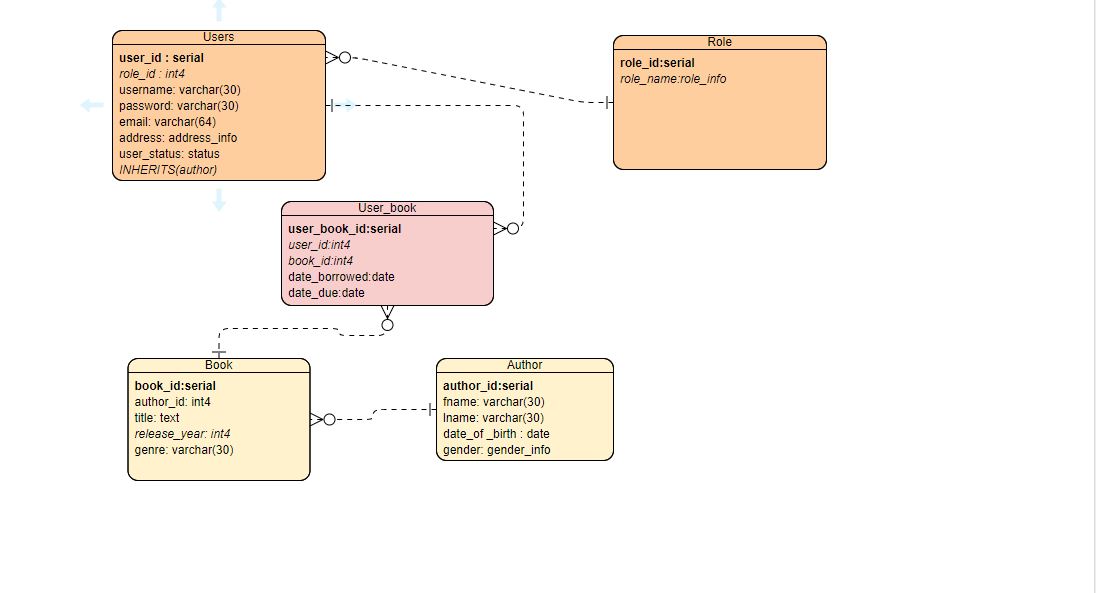 Users
user_id : serial
role_id : int4
username: varchar(30)
password: varchar(30)
email: varchar(64)
address: address_info
user_status: status
INHERITS(author)
Role
role_id:serial
role_name:role_info
User_book
user_book_id:serial
user_id:int4
book_id:int4
date_borrowed:date
date_due:date
Book
book_id:serial
author_id: int4
title: text
release_year: int4
genre: varchar(30)
Author
author_id:serial
fname: varchar(30)
lname: varchar(30)
date_of _birth : date
gender: gender_info